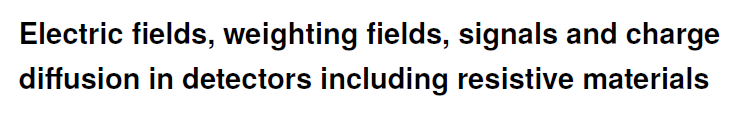 Electric fields, weighting fields, signals and charge
diffusion in detectors including resistive materials